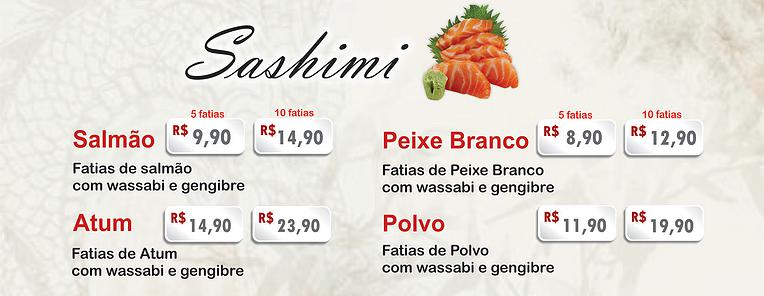 Sashimi
5 fatias 10 fatias
Salmão R$ 9,90 R$ 14,90
Fatias de salmão
com wassabi e gengibre
Atum R$ 14,90 R$ 23,90
Fatias de Atum
com wassabi e gengibre
5 fatias 10 fatias
Peixe Branco R$ 8,90 R$ 12,90
Fatias de Peixe Branco
com wassabi e gengibre
Polvo R$ 11,90 R$ 19,90
Fatias de Polvo
com wassabi e gengibre